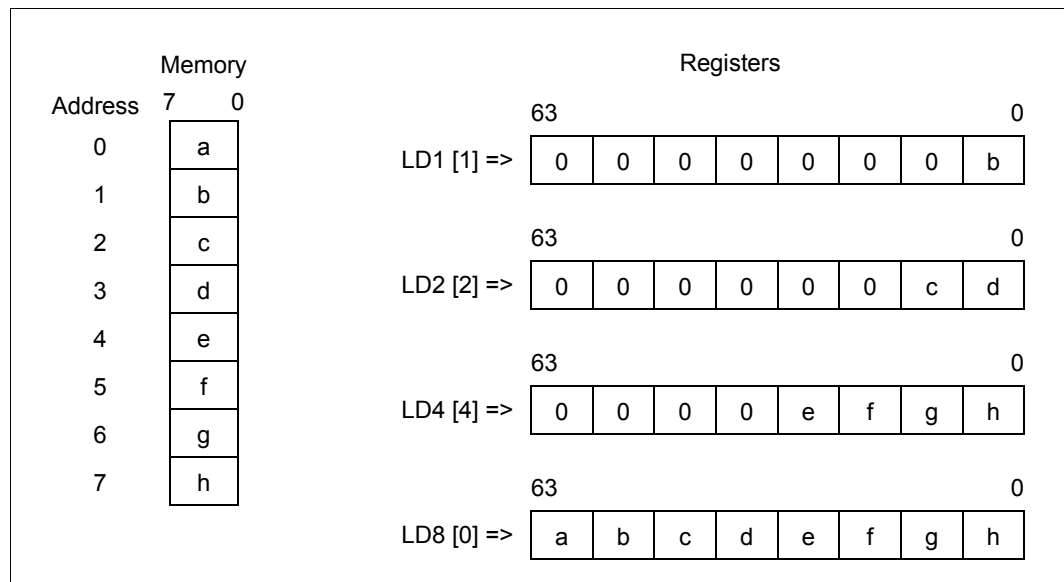 Memory
Address 7 0
0 a
1 b
2 c
3 d
4 e
5 f
6 g
7 h
Registers
63 0
LD1 [1] => 0 0 0 0 0 0 0 b
63 0
LD2 [2] => 0 0 0 0 0 0 c d
63 0
LD4 [4] => 0 0 0 0 e f g h
63 0
LD8 [0] => a b c d e f g h